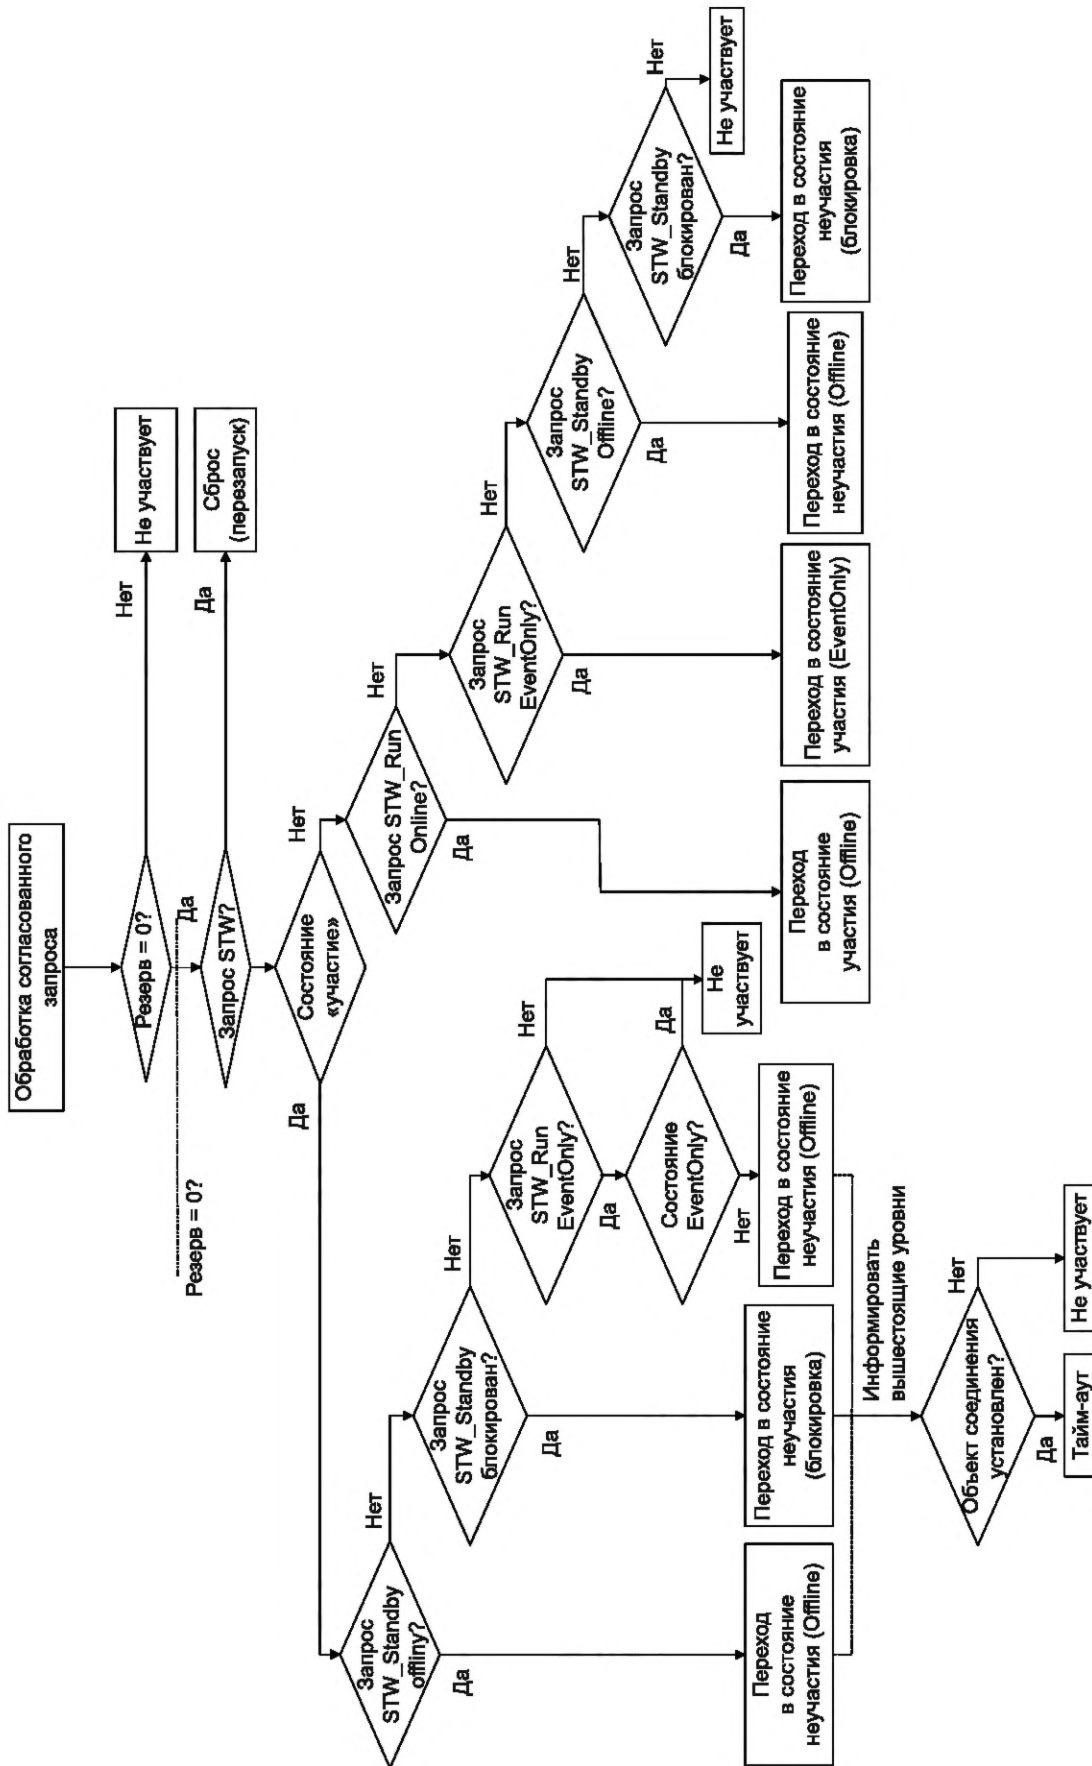 Обработка согласованного
запроса
Резерв = 0?
Нет
Не участвует
Да
Резерв = 0?
Запрос STW?
Да
Сброс
(перезапуск)
Состояние
«участие»
Да
Нет
Запрос
STW_Standby
offliny?
Нет
Да
Запрос
STW_Standby
блокирован?
Нет
Да
Запрос
STW_Run
EventOnly?
Нет
Да
Состояние
EventOnly?
Да
Нет
Не
участвует
Переход
в состояние
неучастия (Offline)
Переход в состояние
неучастия
(блокировка)
Переход в состояние
неучастия (Offline)
Информировать
вышестоящие уровни
Объект соединения
установлен?
Нет
Да
Тайм-аут
Не участвует
Запрос STW_Run
Online?
Нет
Да
Запрос
STW_Run
EventOnly?
Нет
Да
Запрос
STW_Standby
Offline?
Нет
Да
Запрос
STW_Standby
блокирован?
Нет
Да
Не участвует
Переход
в состояние
участия (Offline)
Переход в состояние
участия (EventOnly)
Переход в состояние
неучастия (Offline)
Переход в состояние
неучастия
(блокировка)